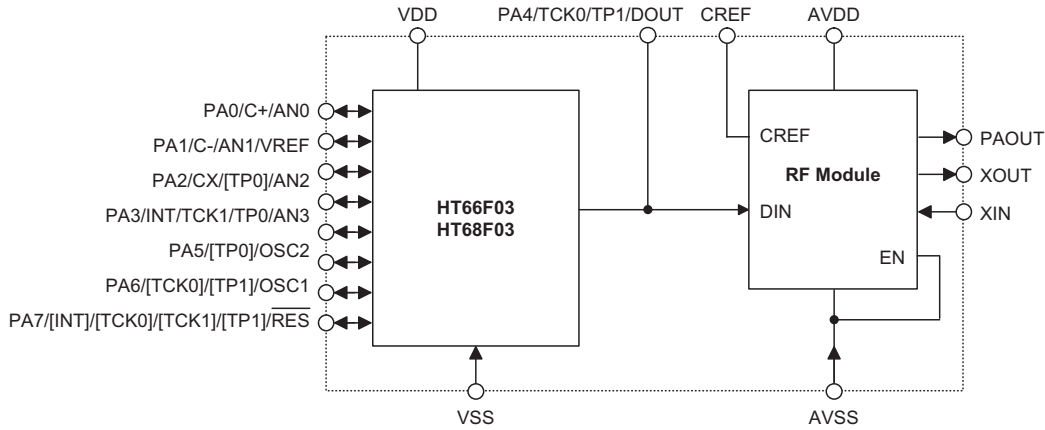 VDD
PA4/TCK0/TP1/DOUT
CREF
AVDD
PA0/C+/AN0
PA1/C-/AN1/VREF
PA2/CX/[TP0]/AN2
PA3/INT/TCK1/TP0/AN3
PA5/[TP0]/OSC2
PA6/[TCK0]/[TP1]/OSC1
PA7/[INT]/[TCK0]/[TCK1]/[TP1]/R̅E̅S̅
HT66F03
HT68F03
CREF
RF Module
DIN
EN
PAOUT
XOUT
XIN
VSS
AVSS